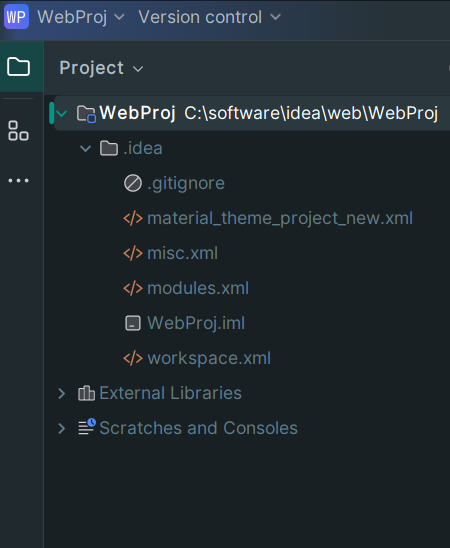 WP WebProj Version control
Project
WebProj C:\software\idea\web\WebProj
.idea
.gitignore
material_theme_project_new.xml
misc.xml
modules.xml
WebProj.iml
workspace.xml
External Libraries
Scratches and Consoles